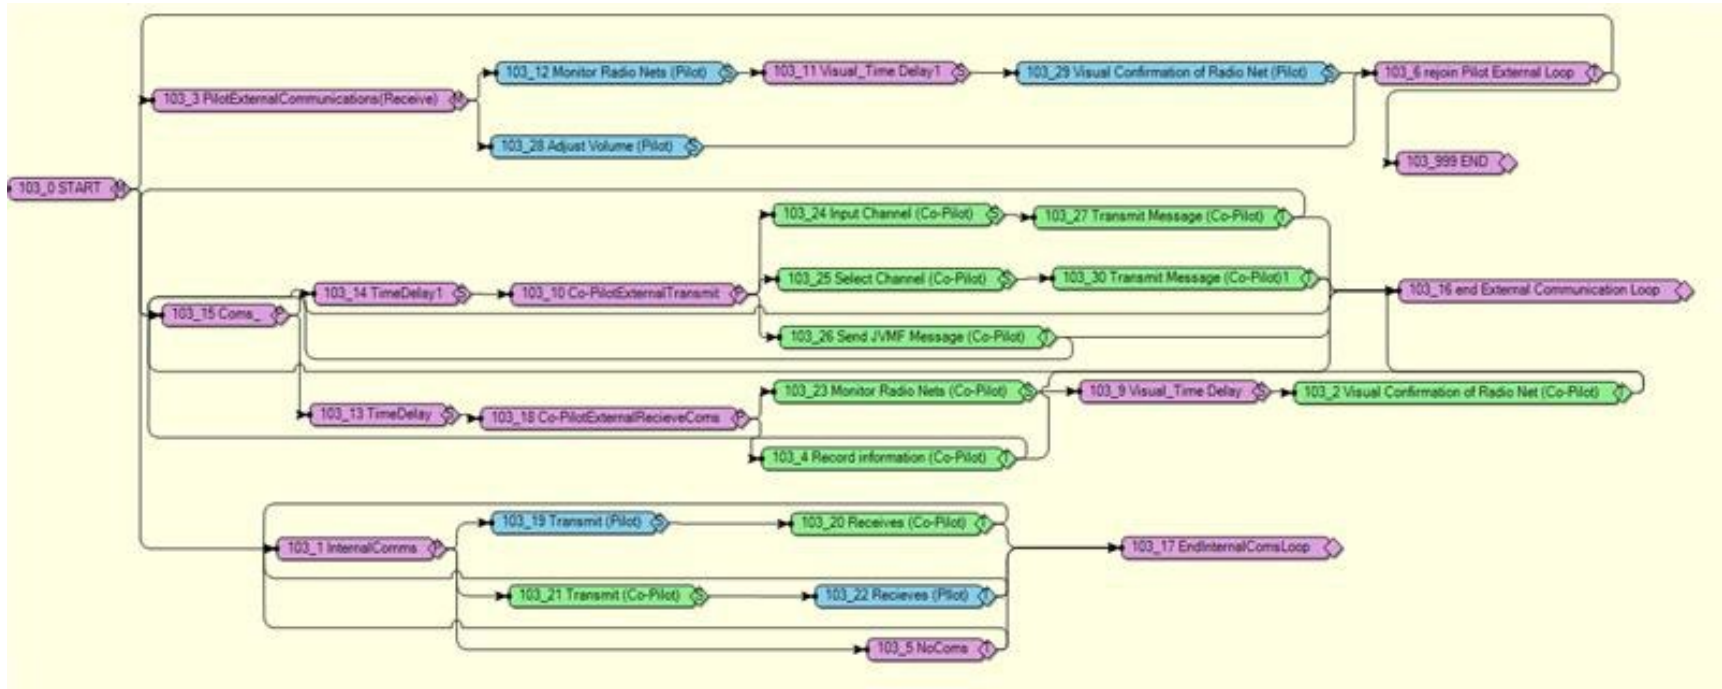 103_12 Monitor Radio Nets (Pilot) S
103_11 Visual_Time Delay1 S
103_29 Visual Confirmation of Radio Net (Pilot) S
103_6 rejoin Pilot External Loop T
103_3 PilotExternalCommunications(Receive) M
103_28 Adjust Volume (Pilot) S
103_999 END
103_0 START M
103_24 Input Channel (Co-Pilot) S
103_27 Transmit Message (Co-Pilot) T
103_25 Select Channel (Co-Pilot) S
103_30 Transmit Message (Co-Pilot)1 T
103_14 TimeDelay1 S
103_10 Co-PilotExternalTransmit P
103_16 end External Communication Loop
103_15 Coms_ P
103_26 Send JVMF Message (Co-Pilot) T
103_23 Monitor Radio Nets (Co-Pilot) S
103_9 Visual_Time Delay S
103_2 Visual Confirmation of Radio Net (Co-Pilot) T
103_13 TimeDelay S
103_18 Co-PilotExternalRecieveComs P
103_4 Record information (Co-Pilot) T
103_19 Transmit (Pilot) S
103_20 Receives (Co-Pilot) T
103_1 InternalComms P
103_17 EndInternalComsLoop
103_21 Transmit (Co-Pilot) S
103_22 Recieves (Pilot) T
103_5 NoComs T